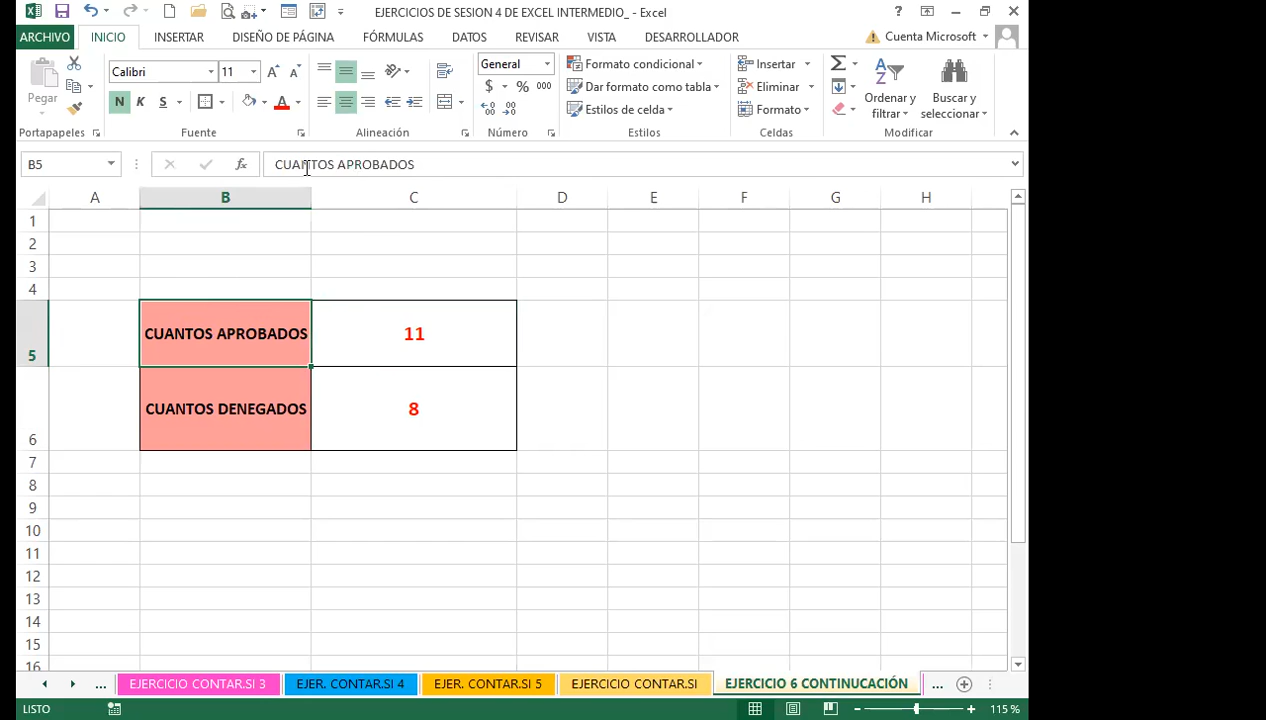 EJERCICIOS DE SESION 4 DE EXCEL INTERMEDIO_ - Excel
ARCHIVO INICIO INSERTAR DISEÑO DE PÁGINA FÓRMULAS DATOS REVISAR VISTA DESARROLLADOR Cuenta Microsoft
Pegar
Calibri 11
General
Formato condicional
Insertar
N K S
$ % 000
Dar formato como tabla
Eliminar
Ordenar y filtrar
Buscar y seleccionar
Estilos de celda
Formato
Portapapeles Fuente Alineación Número Estilos Celdas Modificar
B5 fx CUANTOS APROBADOS
A B C D E F G H
1
2
3
4
5 CUANTOS APROBADOS 11
6 CUANTOS DENEGADOS 8
7
8
9
10
11
12
13
14
15
16
... EJERCICIO CONTAR.SI 3 EJER. CONTAR.SI 4 EJER. CONTAR.SI 5 EJERCICIO CONTAR.SI EJERCICIO 6 CONTINUCACIÓN ...
LISTO 115 %